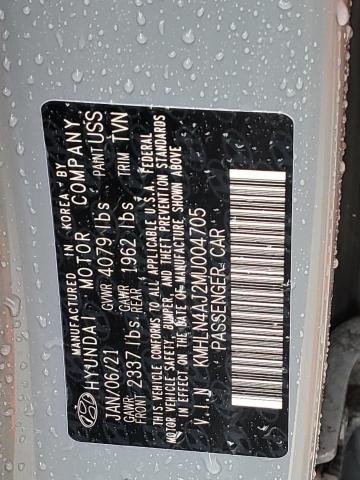 MANUFACTURED IN KOREA BY
HYUNDAI MOTOR COMPANY
JAN/06/21 GVWR 4079 lbs PAINT USS
GAWR FRONT 2337 lbs GAWR REAR 1962 lbs TRIM TVN
THIS VEHICLE CONFORMS TO ALL APPLICABLE U.S.A. FEDERAL
MOTOR VEHICLE SAFETY, BUMPER, AND THEFT PREVENTION STANDARDS
IN EFFECT ON THE DATE OF MANUFACTURE SHOWN ABOVE
V.I.N KMHLN4AJ2MU004705
PASSENGER CAR